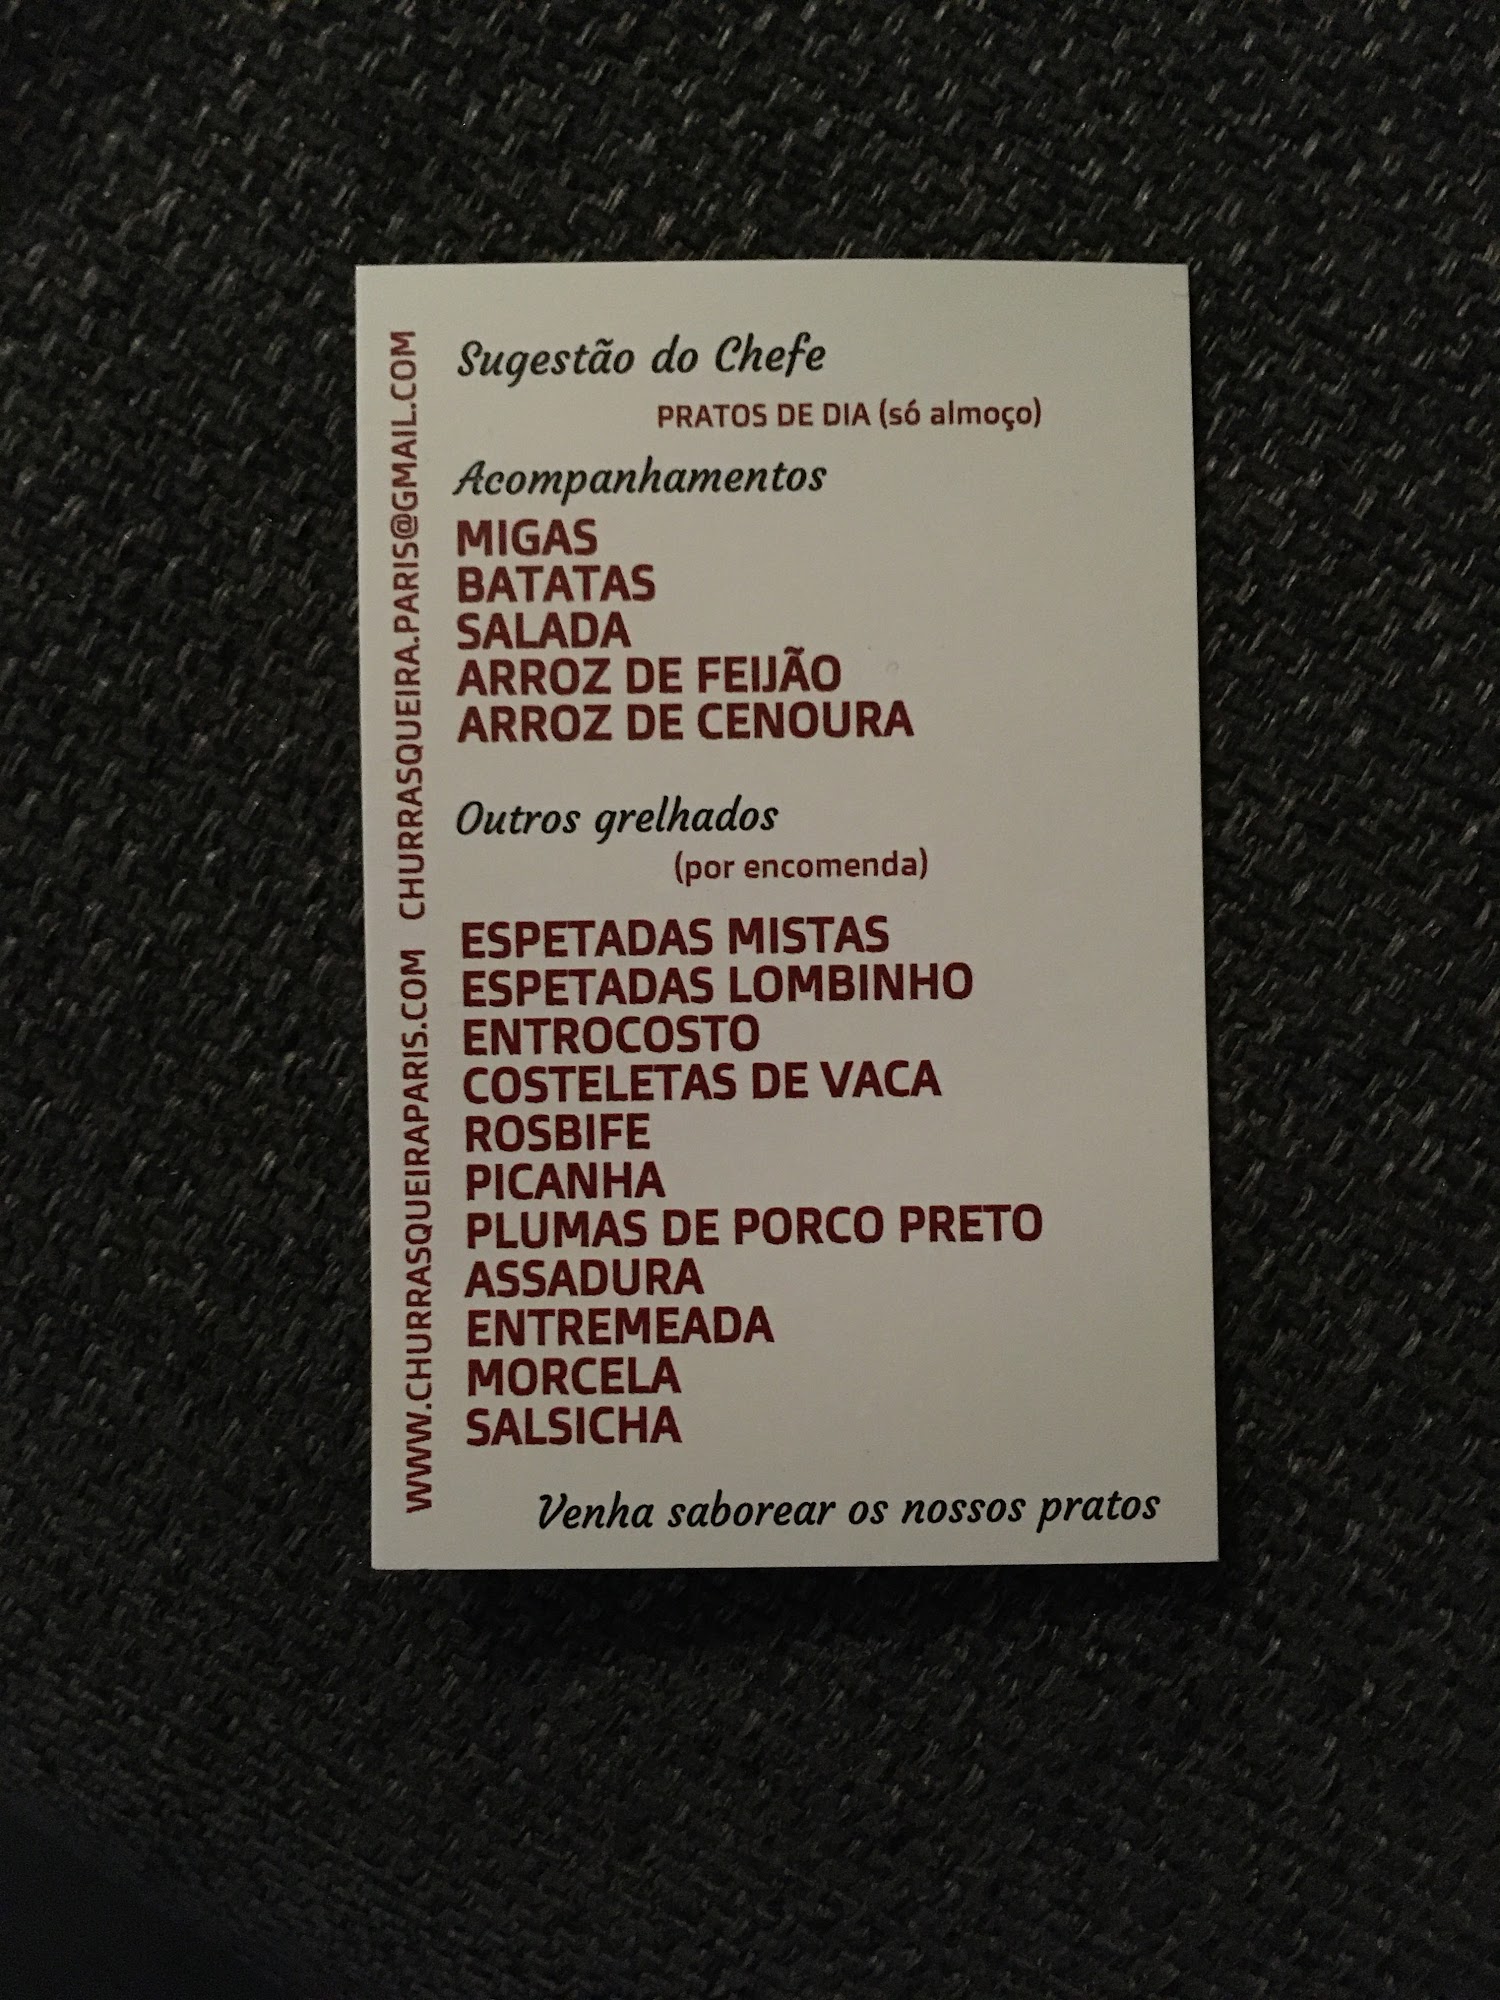 Sugestão do Chefe
PRATOS DE DIA (só almoço)
Acompanhamentos
MIGAS
BATATAS
SALADA
ARROZ DE FEIJÃO
ARROZ DE CENOURA
Outros grelhados
(por encomenda)
ESPETADAS MISTAS
ESPETADAS LOMBINHO
ENTROCOSTO
COSTELETAS DE VACA
ROSBIFE
PICANHA
PLUMAS DE PORCO PRETO
ASSADURA
ENTREMEADA
MORCELA
SALSICHA
Venha saborear os nossos pratos
WWW.CHURRASQUEIRAPARIS.COM CHURRASQUEIRA.PARIS@GMAIL.COM